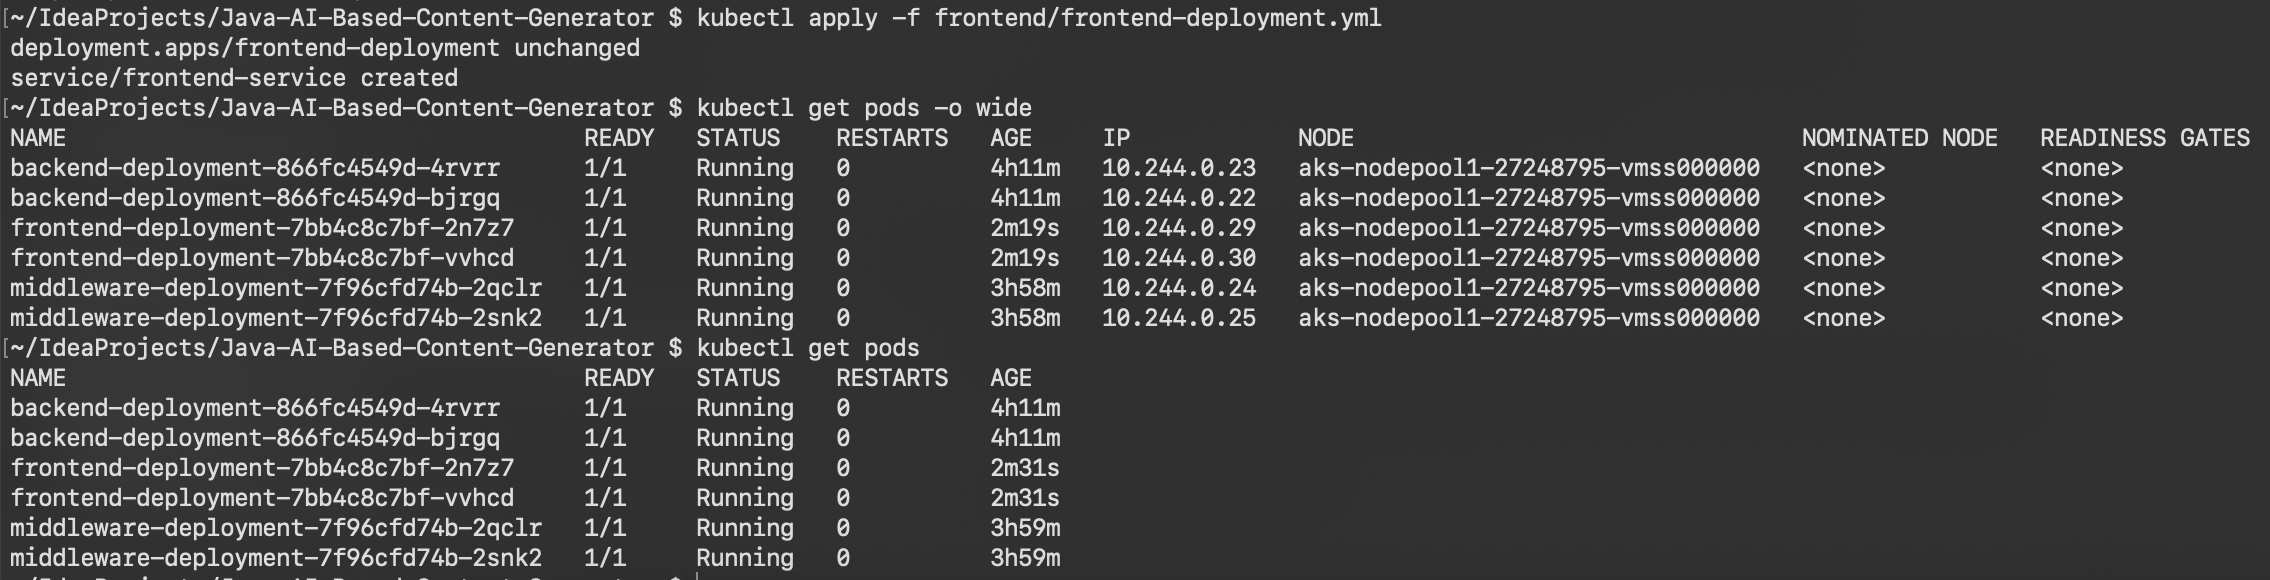 [~/IdeaProjects/Java-AI-Based-Content-Generator $ kubectl apply -f frontend/frontend-deployment.yml
deployment.apps/frontend-deployment unchanged
service/frontend-service created
[~/IdeaProjects/Java-AI-Based-Content-Generator $ kubectl get pods -o wide
NAME READY STATUS RESTARTS AGE IP NODE NOMINATED NODE READINESS GATES
backend-deployment-866fc4549d-4rvrr 1/1 Running 0 4h11m 10.244.0.23 aks-nodepool1-27248795-vmss000000 <none> <none>
backend-deployment-866fc4549d-bjrgq 1/1 Running 0 4h11m 10.244.0.22 aks-nodepool1-27248795-vmss000000 <none> <none>
frontend-deployment-7bb4c8c7bf-2n7z7 1/1 Running 0 2m19s 10.244.0.29 aks-nodepool1-27248795-vmss000000 <none> <none>
frontend-deployment-7bb4c8c7bf-vvhcd 1/1 Running 0 2m19s 10.244.0.30 aks-nodepool1-27248795-vmss000000 <none> <none>
middleware-deployment-7f96cfd74b-2qclr 1/1 Running 0 3h58m 10.244.0.24 aks-nodepool1-27248795-vmss000000 <none> <none>
middleware-deployment-7f96cfd74b-2snk2 1/1 Running 0 3h58m 10.244.0.25 aks-nodepool1-27248795-vmss000000 <none> <none>
[~/IdeaProjects/Java-AI-Based-Content-Generator $ kubectl get pods
NAME READY STATUS RESTARTS AGE
backend-deployment-866fc4549d-4rvrr 1/1 Running 0 4h11m
backend-deployment-866fc4549d-bjrgq 1/1 Running 0 4h11m
frontend-deployment-7bb4c8c7bf-2n7z7 1/1 Running 0 2m31s
frontend-deployment-7bb4c8c7bf-vvhcd 1/1 Running 0 2m31s
middleware-deployment-7f96cfd74b-2qclr 1/1 Running 0 3h59m
middleware-deployment-7f96cfd74b-2snk2 1/1 Running 0 3h59m
~/IdeaProjects/Java-AI-Based-Content-Generator $